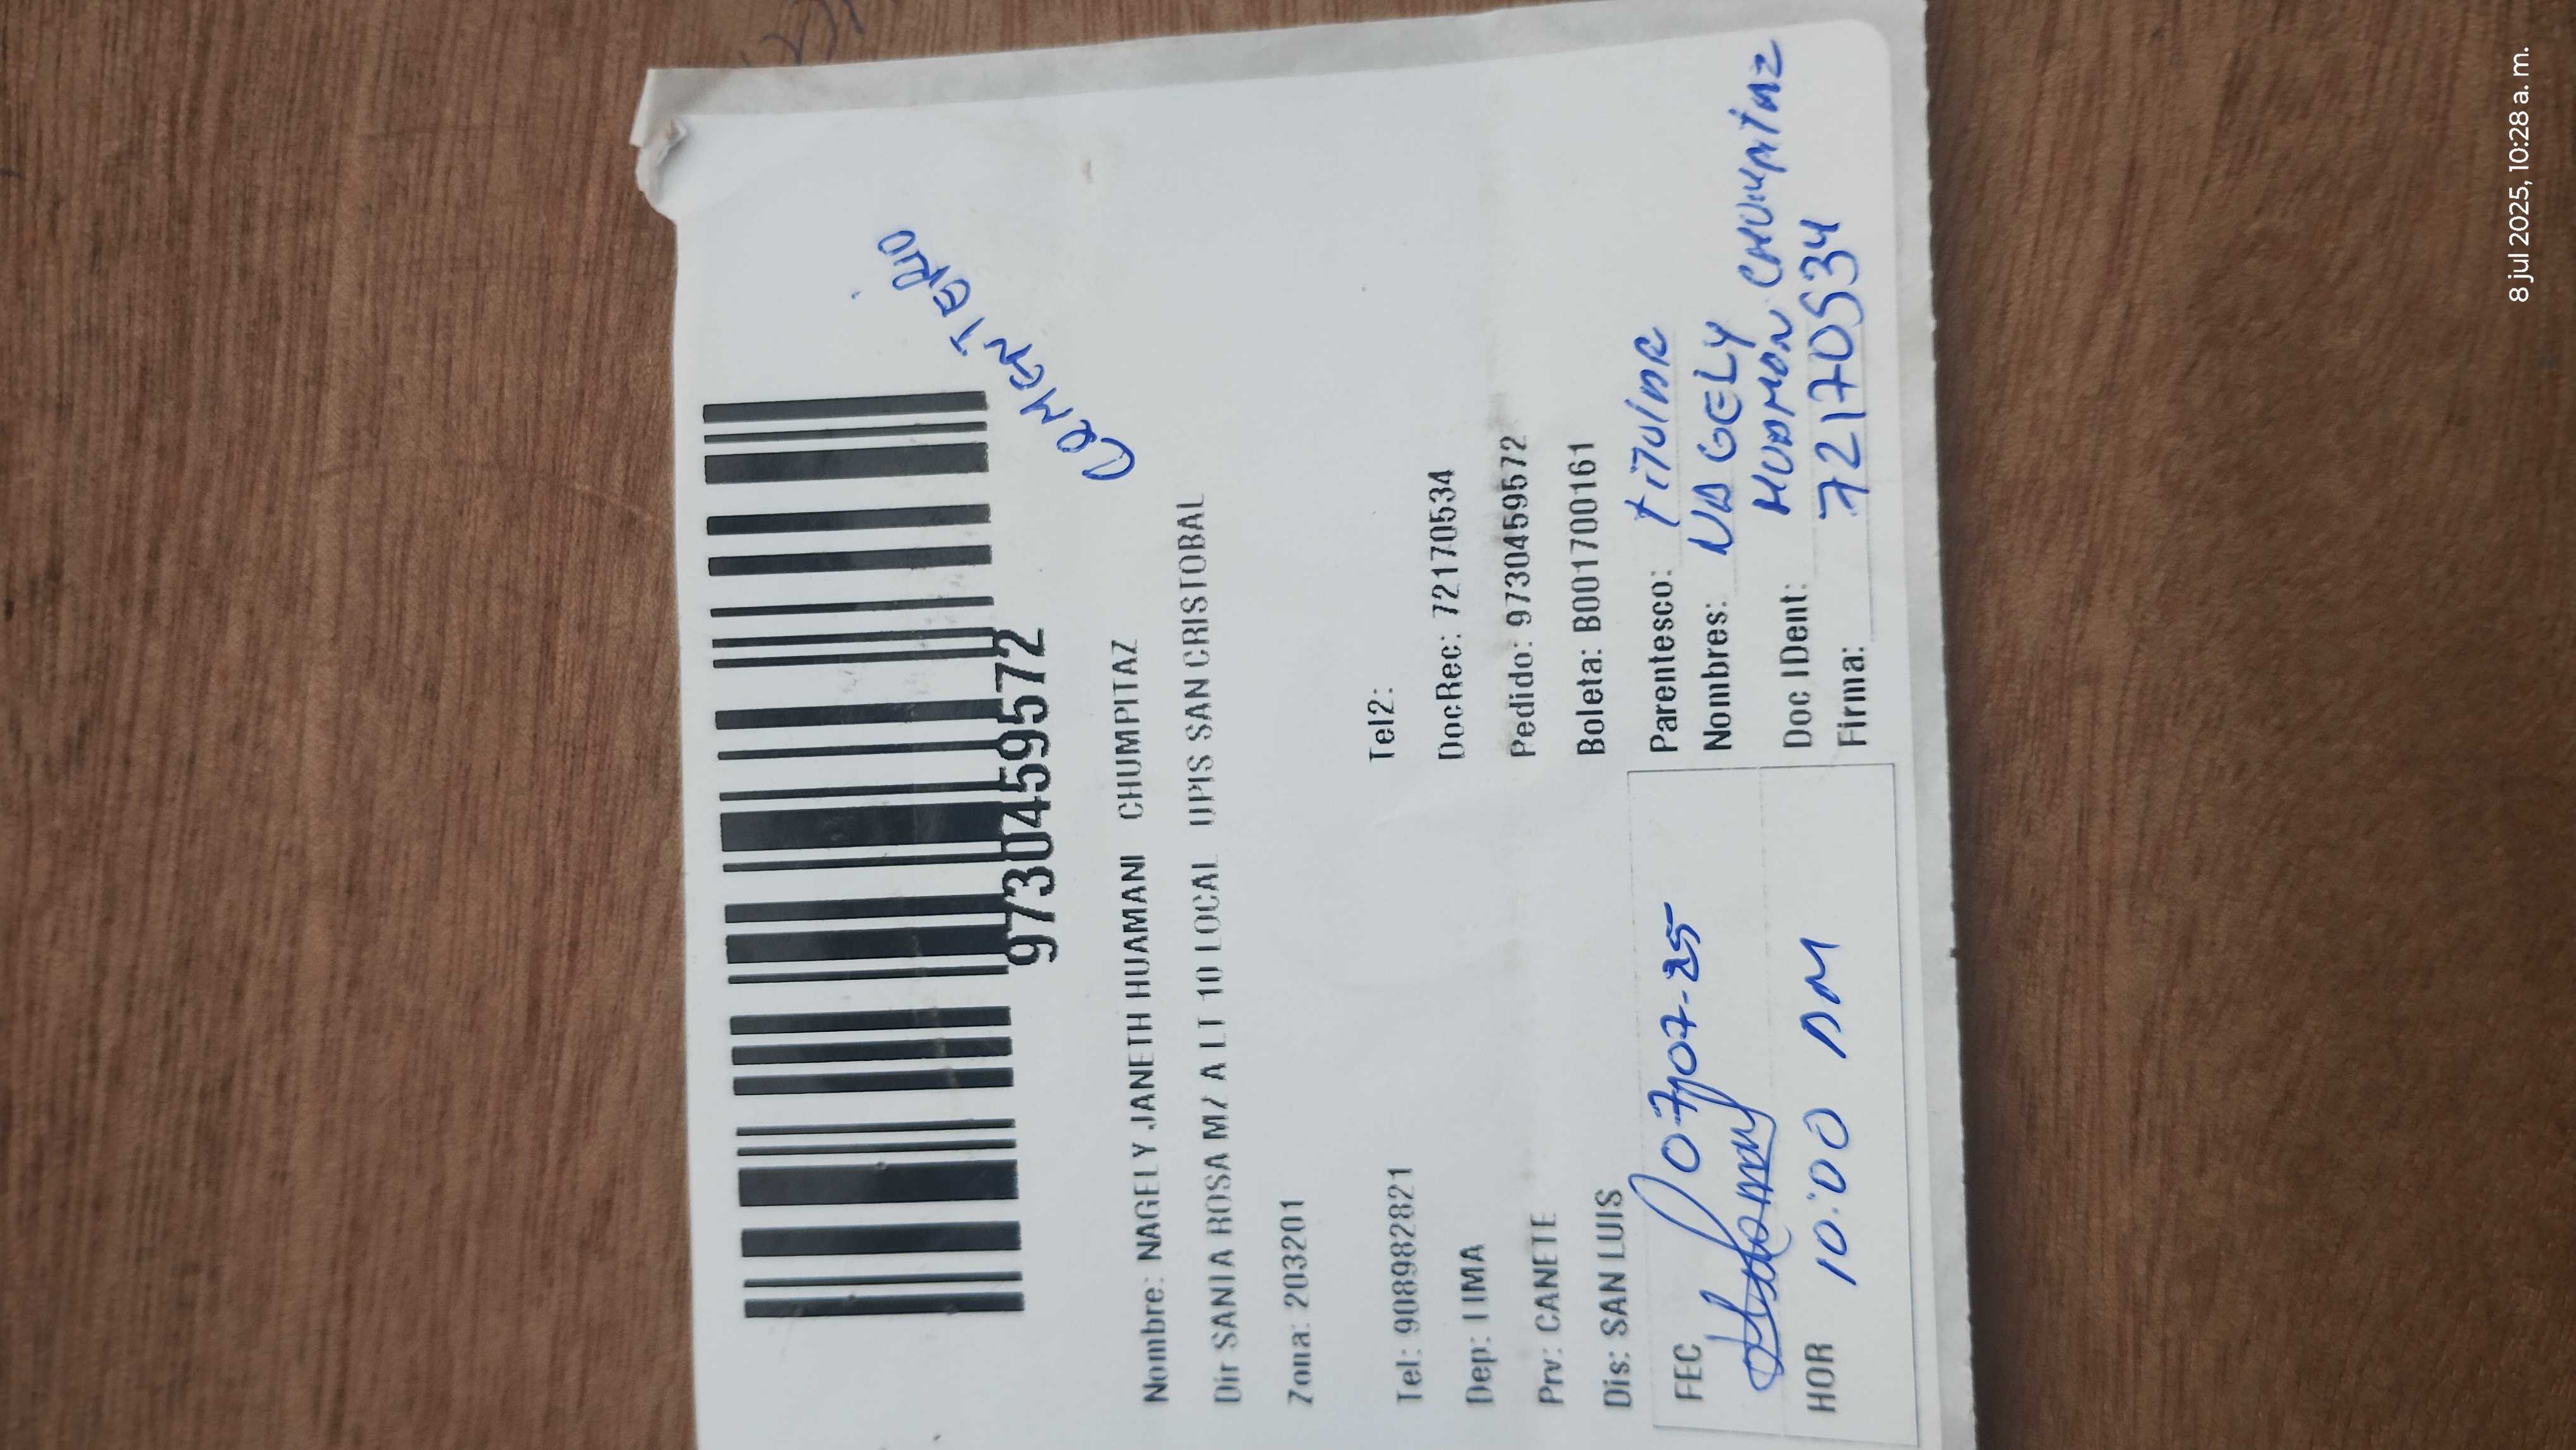 CEMENTERIO
9730459572
Nombre: NAGELY JANETH HUAMANI CHUMPITAZ
Dir SANTA ROSA MZ A LT 10 LOCAL UPIS SAN CRISTOBAL
Zona: 203201
Tel: 908982821 Tel2:
Dep: LIMA DocRec: 72170534
Prv: CANETE Pedido: 9730459572
Dis: SAN LUIS Boleta: B001700161
FEC 07-07-25 Parentesco: titular
Nombres: NAGELY
HUAMAN CHUMPITAZ
HOR 10:00 AM Doc IDent: 72170534
Firma:
8 jul 2025, 10:28 a. m.